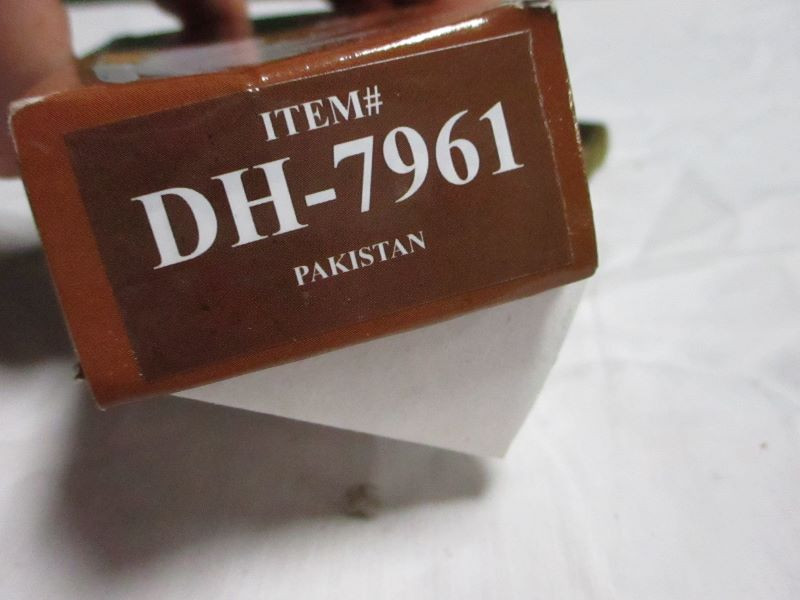 ITEM#
DH-7961
PAKISTAN